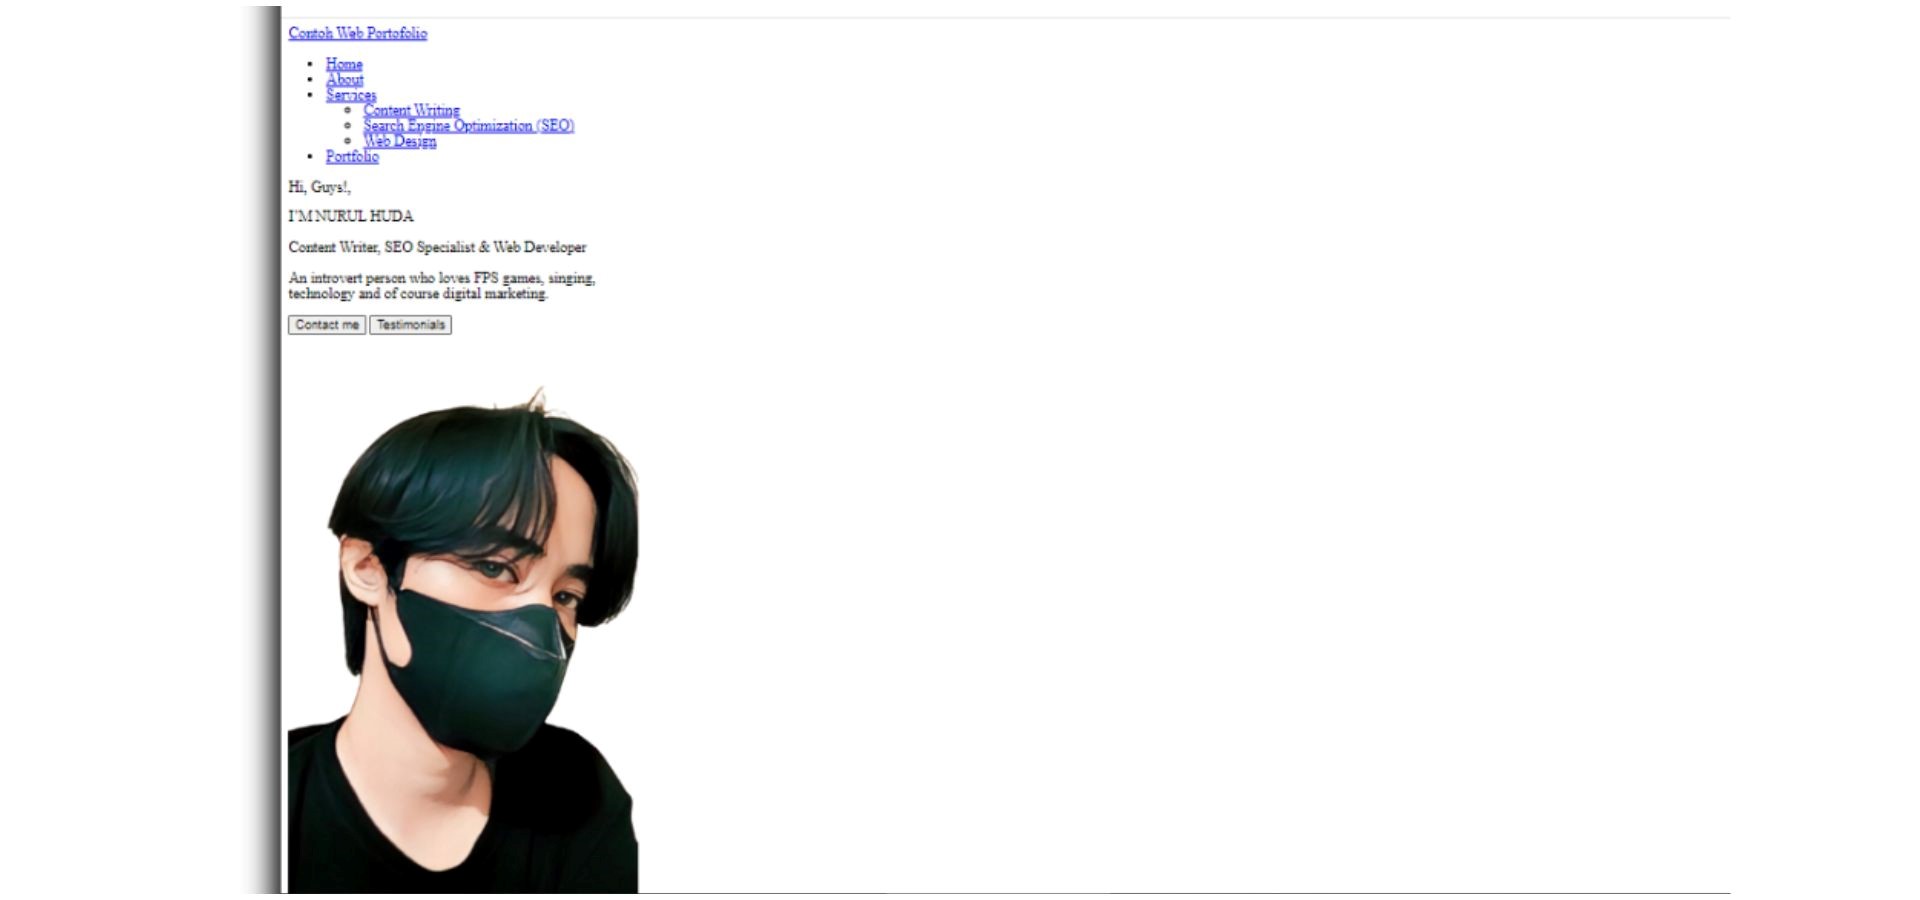 Contoh Web Portofolio
Home
About
Services
Content Writing
Search Engine Optimization (SEO)
Web Design
Portfolio
Hi, Guys!,
I'M NURUL HUDA
Content Writer, SEO Specialist & Web Developer
An introvert person who loves FPS games, singing,
technology and of course digital marketing.
Contact me Testimonials